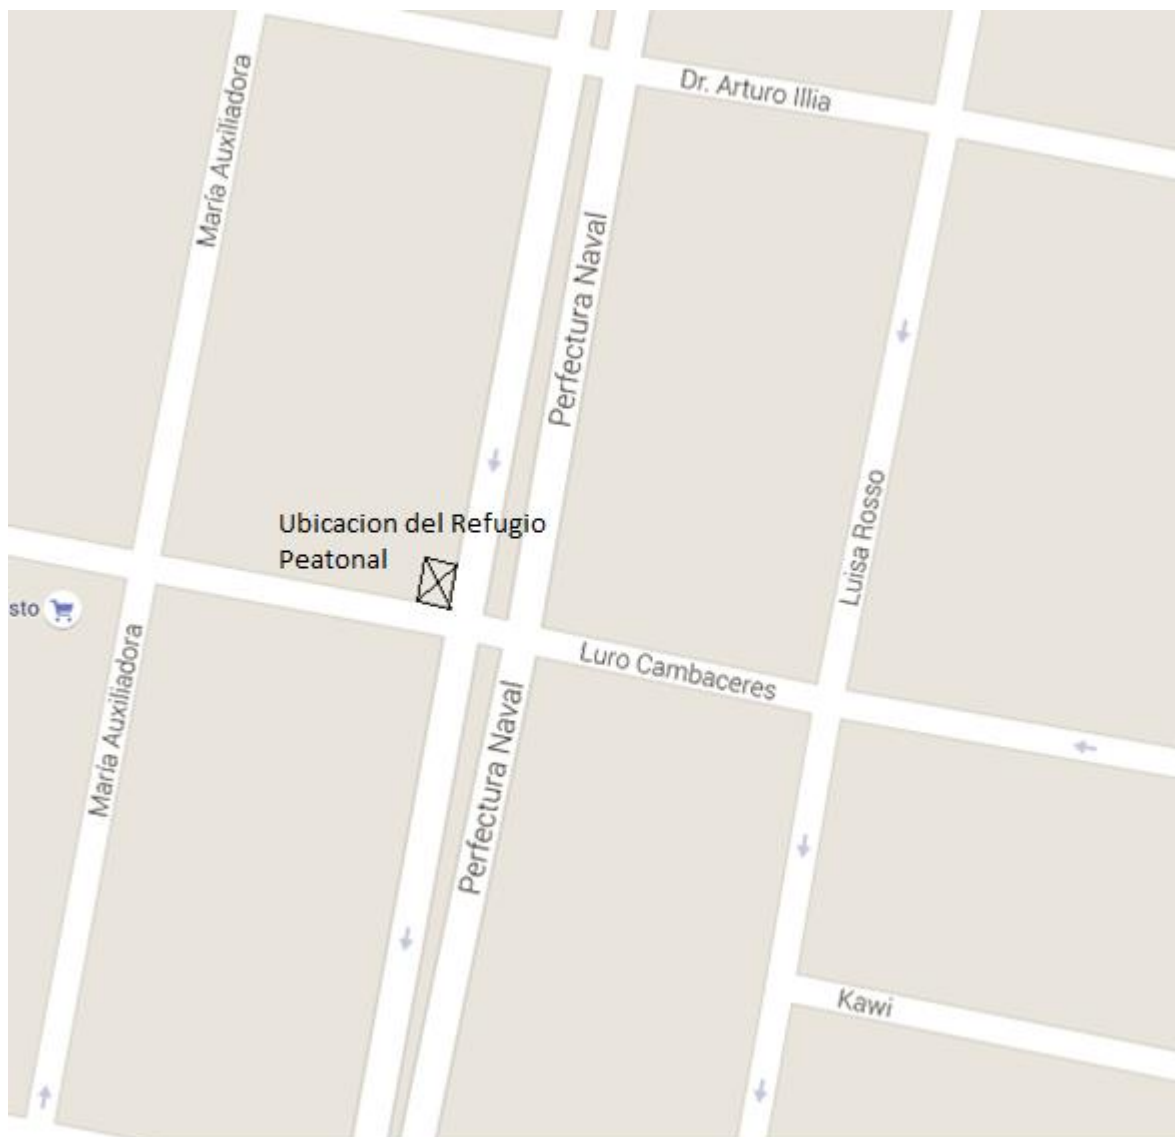 María Auxiliadora
Dr. Arturo Illia
Perfectura Naval
Ubicacion del Refugio
Peatonal
Luisa Rosso
sto
María Auxiliadora
Luro Cambaceres
Perfectura Naval
Kawi